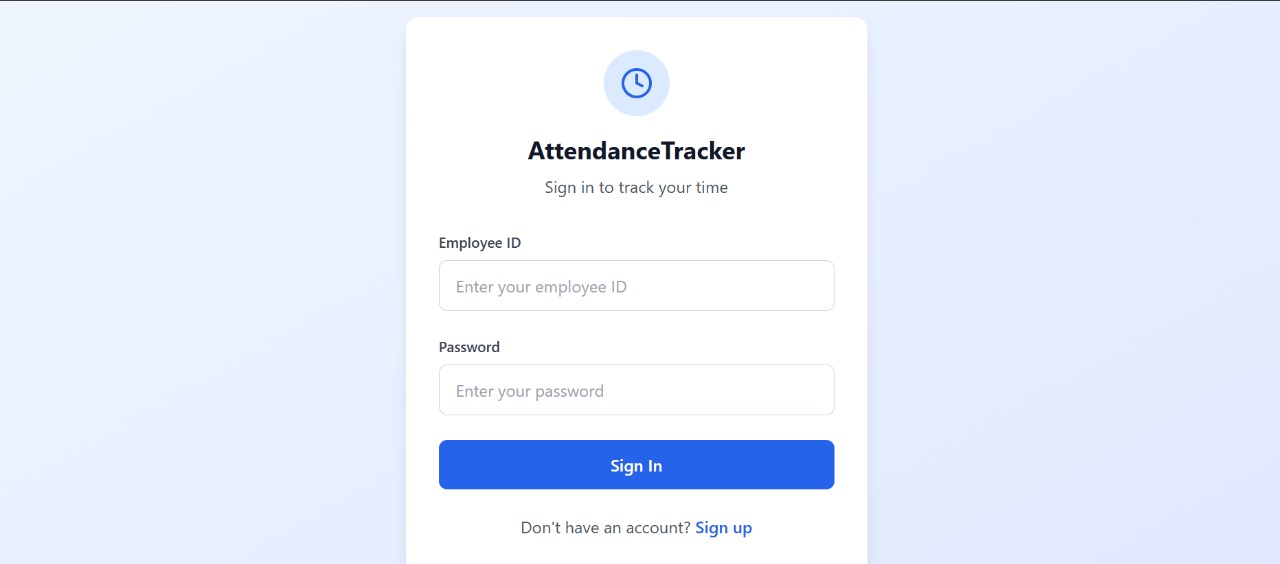 AttendanceTracker
Sign in to track your time
Employee ID
Enter your employee ID
Password
Enter your password
Sign In
Don't have an account? Sign up